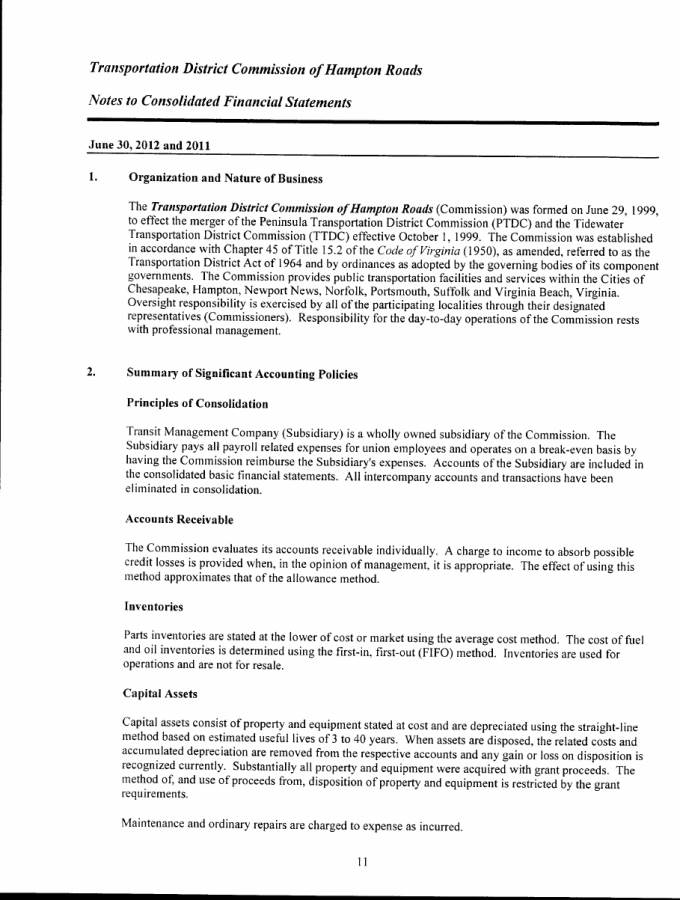 Transportation District Commission of Hampton Roads
Notes to Consolidated Financial Statements
June 30, 2012 and 2011
1. Organization and Nature of Business
The Transportation District Commission of Hampton Roads (Commission) was formed on June 29, 1999,
to effect the merger of the Peninsula Transportation District Commission (PTDC) and the Tidewater
Transportation District Commission (TTDC) effective October 1, 1999. The Commission was established
in accordance with Chapter 45 of Title 15.2 of the Code of Virginia (1950), as amended, referred to as the
Transportation District Act of 1964 and by ordinances as adopted by the governing bodies of its component
governments. The Commission provides public transportation facilities and services within the Cities of
Chesapeake, Hampton, Newport News, Norfolk, Portsmouth, Suffolk and Virginia Beach, Virginia.
Oversight responsibility is exercised by all of the participating localities through their designated
representatives (Commissioners). Responsibility for the day-to-day operations of the Commission rests
with professional management.
2. Summary of Significant Accounting Policies
Principles of Consolidation
Transit Management Company (Subsidiary) is a wholly owned subsidiary of the Commission. The
Subsidiary pays all payroll related expenses for union employees and operates on a break-even basis by
having the Commission reimburse the Subsidiary's expenses. Accounts of the Subsidiary are included in
the consolidated basic financial statements. All intercompany accounts and transactions have been
eliminated in consolidation.
Accounts Receivable
The Commission evaluates its accounts receivable individually. A charge to income to absorb possible
credit losses is provided when, in the opinion of management, it is appropriate. The effect of using this
method approximates that of the allowance method.
Inventories
Parts inventories are stated at the lower of cost or market using the average cost method. The cost of fuel
and oil inventories is determined using the first-in, first-out (FIFO) method. Inventories are used for
operations and are not for resale.
Capital Assets
Capital assets consist of property and equipment stated at cost and are depreciated using the straight-line
method based on estimated useful lives of 3 to 40 years. When assets are disposed, the related costs and
accumulated depreciation are removed from the respective accounts and any gain or loss on disposition is
recognized currently. Substantially all property and equipment were acquired with grant proceeds. The
method of, and use of proceeds from, disposition of property and equipment is restricted by the grant
requirements.
Maintenance and ordinary repairs are charged to expense as incurred.
11